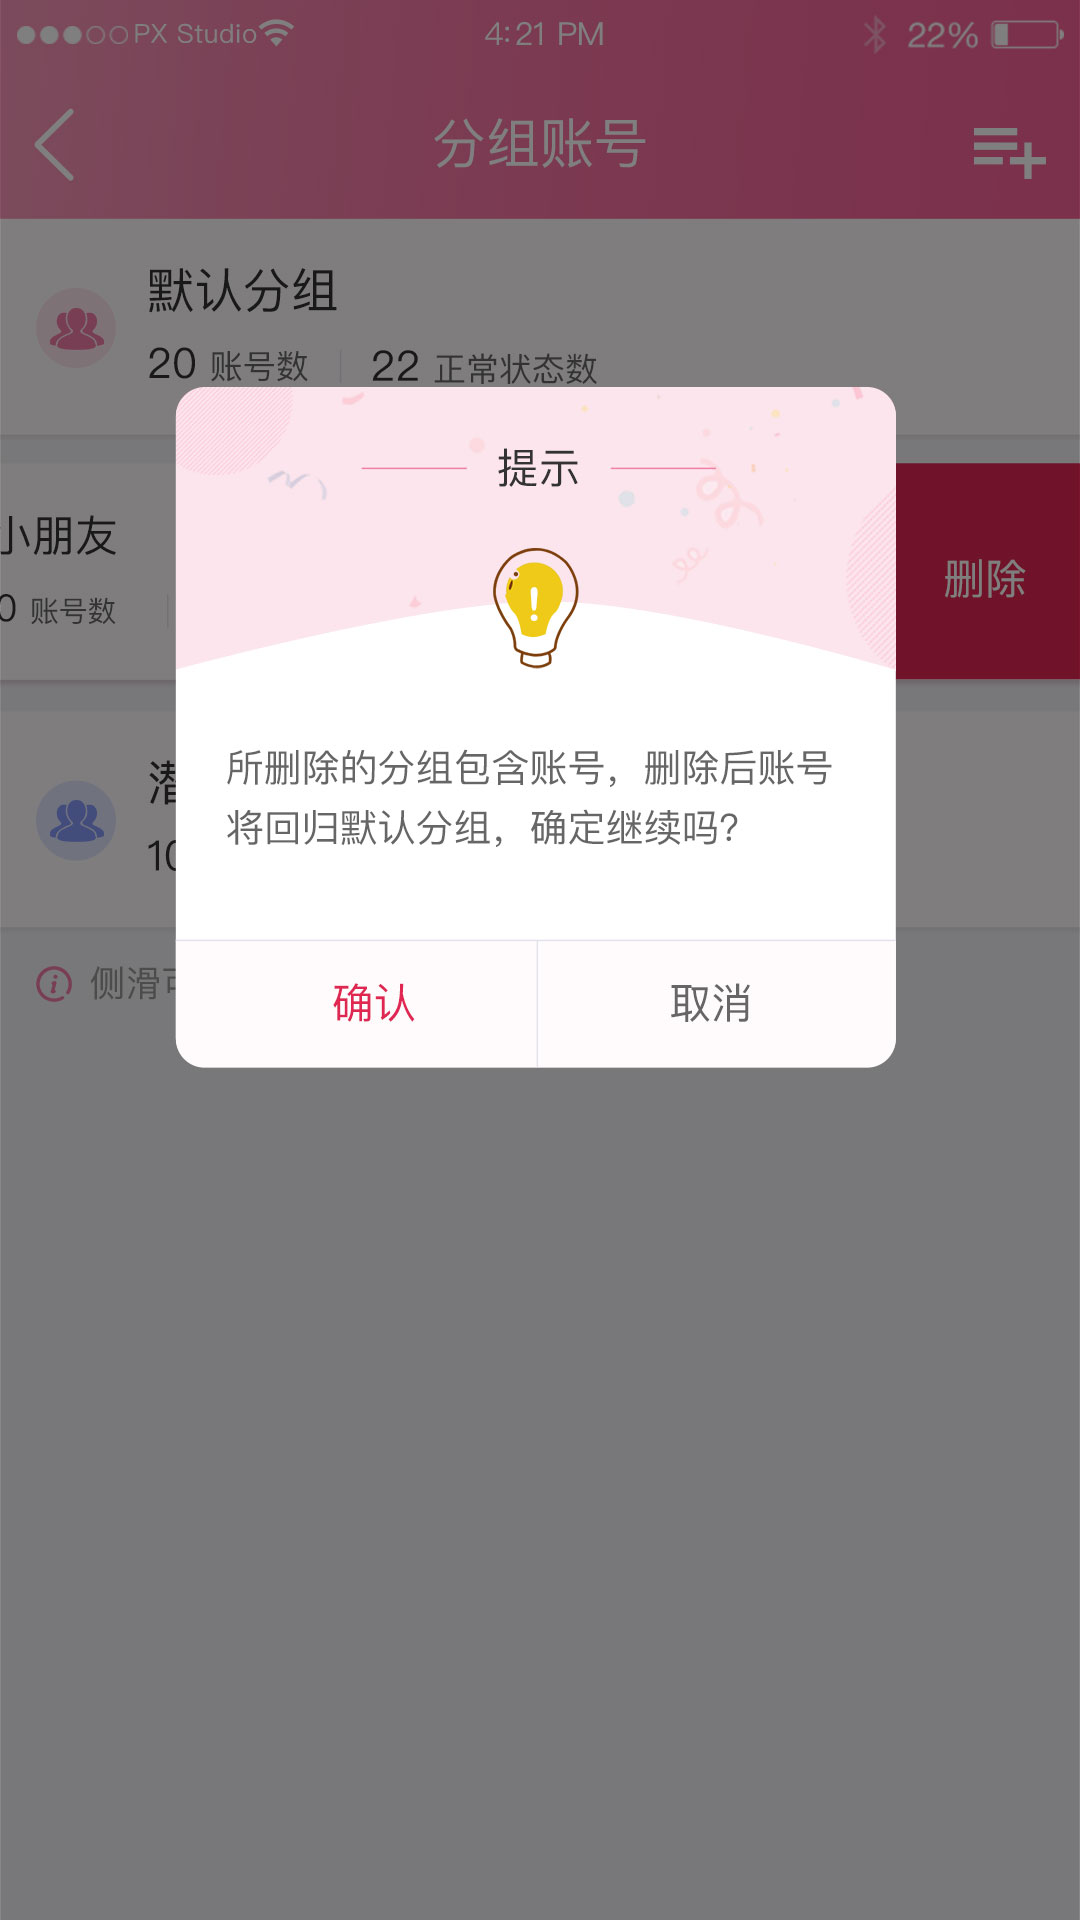 PX Studio 4:21 PM 22%
分组账号
默认分组
20 账号数 22 正常状态数
提示
小朋友
删除
0 账号数
所删除的分组包含账号，删除后账号
将回归默认分组，确定继续吗？
潜
10
侧滑可
确认 取消